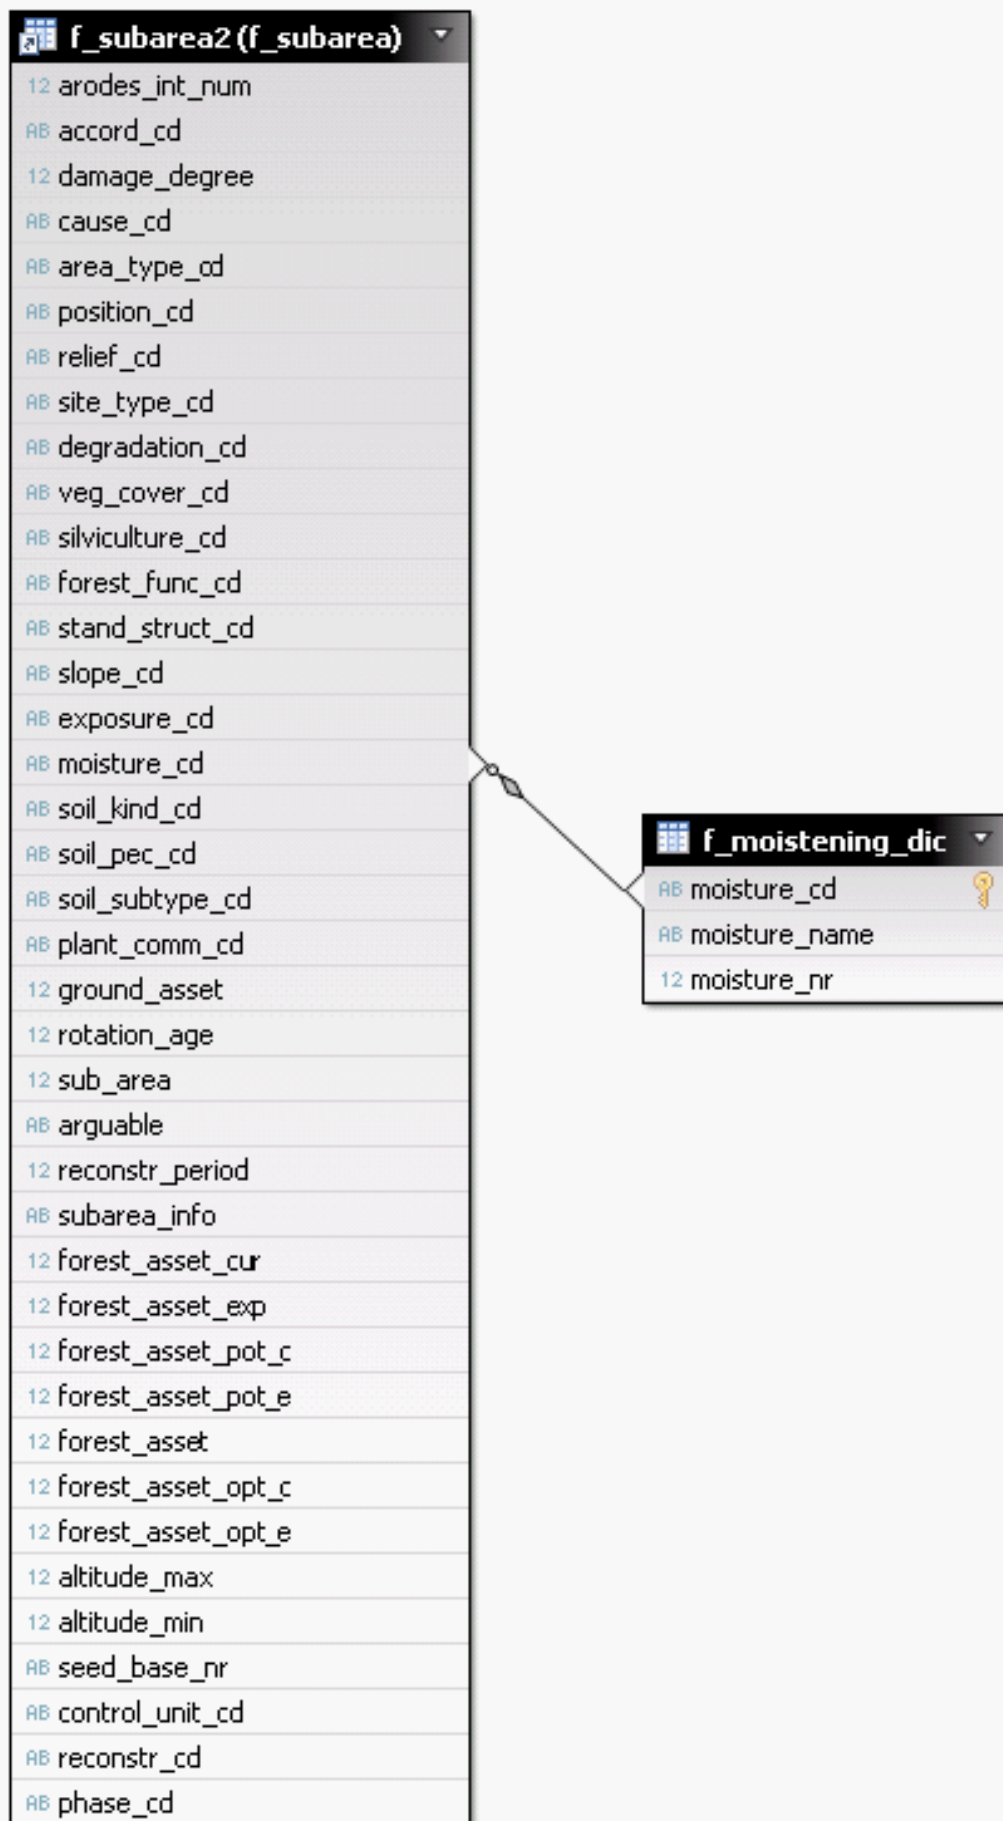 f_subarea2 (f_subarea)
12 arodes_int_num
AB accord_cd
12 damage_degree
AB cause_cd
AB area_type_cd
AB position_cd
AB relief_cd
AB site_type_cd
AB degradation_cd
AB veg_cover_cd
AB silviculture_cd
AB forest_func_cd
AB stand_struct_cd
AB slope_cd
AB exposure_cd
AB moisture_cd
AB soil_kind_cd
AB soil_pec_cd
AB soil_subtype_cd
AB plant_comm_cd
12 ground_asset
12 rotation_age
12 sub_area
AB arguable
12 reconstr_period
AB subarea_info
12 forest_asset_cur
12 forest_asset_exp
12 forest_asset_pot_c
12 forest_asset_pot_e
12 forest_asset
12 forest_asset_opt_c
12 forest_asset_opt_e
12 altitude_max
12 altitude_min
AB seed_base_nr
AB control_unit_cd
AB reconstr_cd
AB phase_cd
f_moistening_dic
AB moisture_cd
AB moisture_name
12 moisture_nr